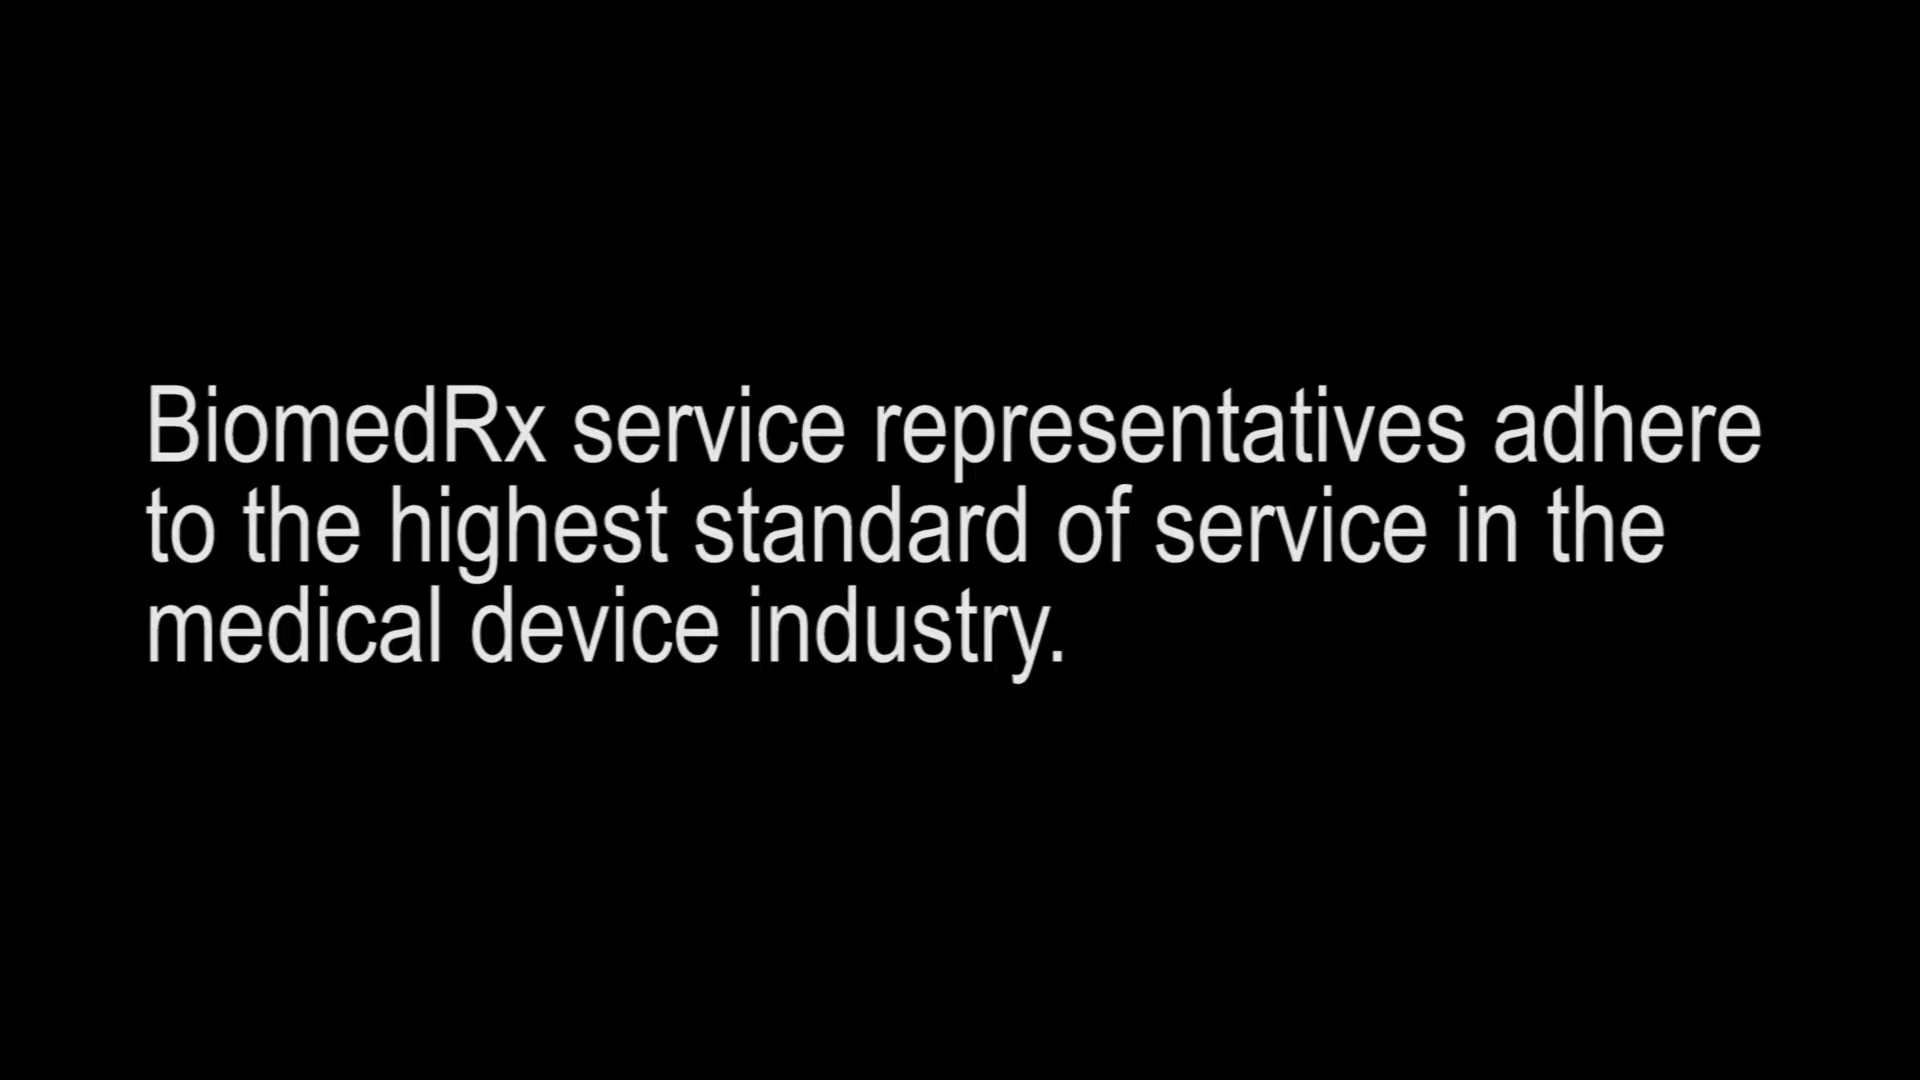 BiomedRx service representatives adhere
to the highest standard of service in the
medical device industry.